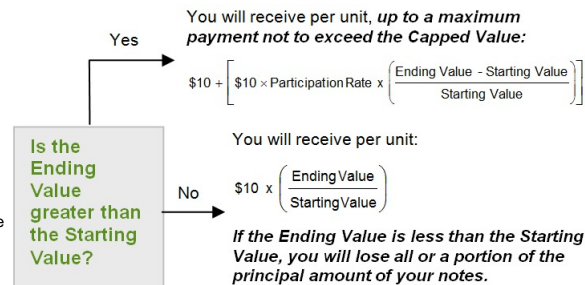 You will receive per unit, up to a maximum
payment not to exceed the Capped Value:
Yes
$10 + [ $10 × Participation Rate x ( Ending Value - Starting Value / Starting Value ) ]
Is the
Ending
Value
greater than
the Starting
Value?
No
You will receive per unit:
$10 x ( Ending Value / Starting Value )
If the Ending Value is less than the Starting
Value, you will lose all or a portion of the
principal amount of your notes.